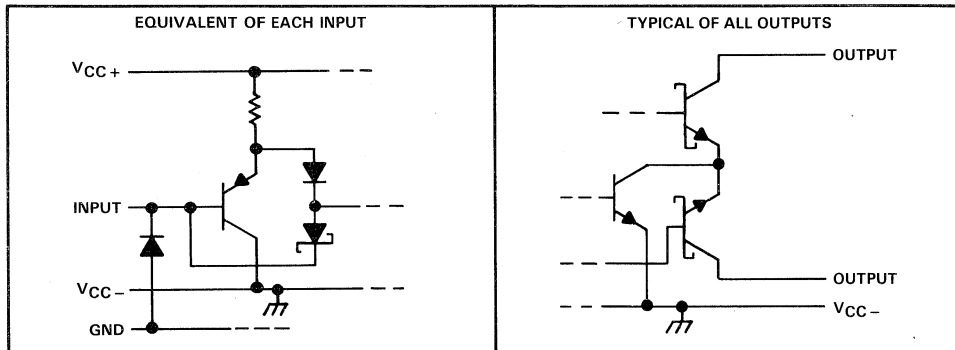 EQUIVALENT OF EACH INPUT
VCC+
INPUT
VCC–
GND
TYPICAL OF ALL OUTPUTS
OUTPUT
OUTPUT
VCC–